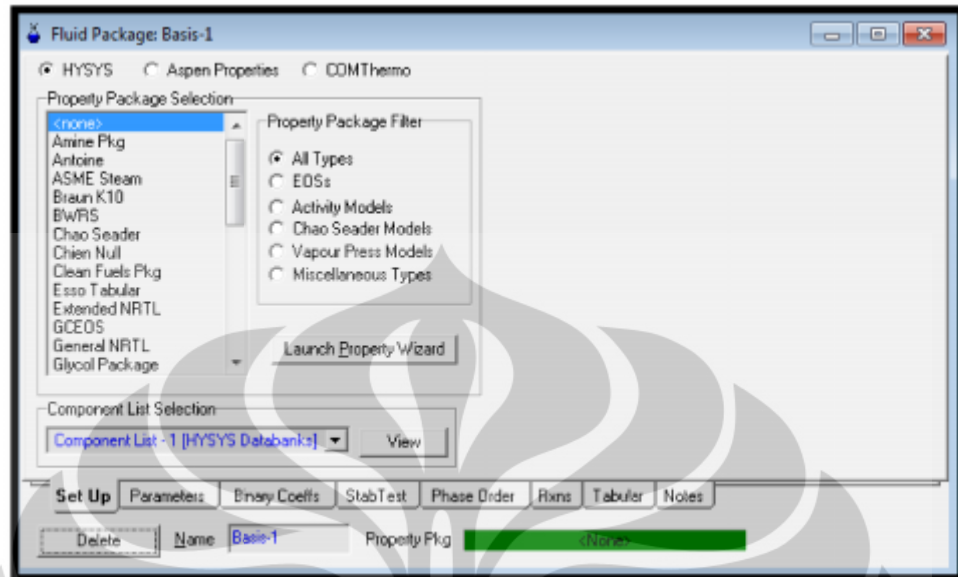 Fluid Package: Basis-1
HYSYS Aspen Properties COMThermo
Property Package Selection
<none>
Amine Pkg
Antoine
ASME Steam
Braun K10
BWRS
Chao Seader
Chien Null
Clean Fuels Pkg
Esso Tabular
Extended NRTL
GCEOS
General NRTL
Glycol Package
Property Package Filter
All Types
EOSs
Activity Models
Chao Seader Models
Vapour Press Models
Miscellaneous Types
Launch Property Wizard
Component List Selection
Component List - 1 [HYSYS Databanks] View
Set Up Parameters Binary Coeffs StabTest Phase Order Rxns Tabular Notes
Delete Name Basis-1 Property Pkg <None>